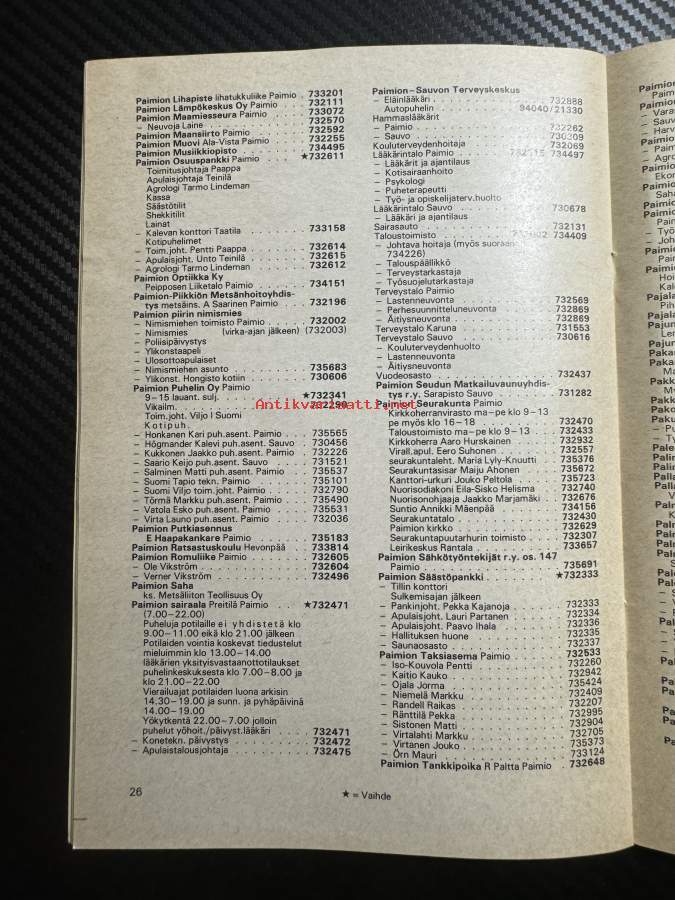 Paimion Lihapiste lihatukkuliike Paimio . 733201
Paimion Lämpökeskus Oy Paimio . . . . 732111
Paimion Maamiesseura Paimio . . . . . 733072
– Neuvoja Laine . . . . . . . . . . . 732570
Paimion Maansiirto Paimio . . . . . . 732592
Paimion Muovi Ala-Vista Paimio . . . . 732255
Paimion Musiikkiopisto . . . . . . . . 734495
Paimion Osuuspankki Paimio . . . . ★732611
Toimitusjohtaja Paappa
Apulaisjohtaja Teinilä
Agrologi Tarmo Lindeman
Kassa
Säästötilit
Shekkitilit
Lainat
– Kalevan konttori Taatila . . . . . . 733158
Kotipuhelimet
– Toim.joht. Pentti Paappa . . . . . . 732614
– Apulaisjoht. Unto Teinilä . . . . . . 732615
– Agrologi Tarmo Lindeman . . . . . . 732612
Paimion Optiikka Ky
Peipposen Liiketalo Paimio . . . . . 734151
Paimion-Piikkiön Metsänhoitoyhdis-
tys metsäins. A Saarinen Paimio . . . 732196
Paimion piirin nimismies
– Nimismiehen toimisto Paimio . . . . 732002
– Nimismies (virka-ajan jälkeen) (732003)
– Poliisipäivystys
– Ylikonstaapeli
– Ulosottoapulaiset
– Nimismiehen asunto . . . . . . . . 735683
– Ylikonst. Hongisto kotiin . . . . . . 730606
Paimion Puhelin Oy Paimio
9–15 lauant. sulj. . . . . . . . . ★732341
Vikailm. . . . . . . . . . . . . . 732299
Toim.joht. Viljo I Suomi
Kotipuh.
– Honkanen Kari puh.asent. Paimio . . . 735565
– Högmander Kalevi puh.asent. Sauvo . 730456
– Kukkonen Jaakko puh.asent. Paimio . 732226
– Saario Keijo puh.asent. Sauvo . . . . 731521
– Salminen Matti puh.asent. Paimio . . 735537
– Suomi Tapio tekn. Paimio . . . . . . 735101
– Suomi Viljo toim.joht. Paimio . . . . 732790
– Törmä Markku puh.asent. Paimio . . . 735490
– Vatola Esko puh.asent. Paimio . . . . 735531
– Virta Launo puh.asent. Paimio . . . . 732036
Paimion Putkiasennus
E Haapakankare Paimio . . . . . . . 735183
Paimion Ratsastuskoulu Hevonpää . . 733814
Paimion Romuliike Paimio . . . . . . 732605
– Ole Vikström . . . . . . . . . . . . 732604
– Verner Vikström . . . . . . . . . . 732496
Paimion Saha
ks. Metsäliiton Teollisuus Oy
Paimion sairaala Preitilä Paimio . . . ★732471
(7.00–22.00)
Puheluja potilaille ei yhdistetä klo
9.00–11.00 eikä klo 21.00 jälkeen
Potilaiden vointia koskevat tiedustelut
mieluimmin klo 13.00–14.00
lääkärien yksityisvastaanottotilaukset
puhelinkeskuksesta klo 7.00–8.00 ja
klo 21.00–22.00
Vierailuajat potilaiden luona arkisin
14.30–19.00 ja sunn. ja pyhäpäivinä
14.00–19.00
Yökytkentä 22.00–7.00 jolloin
puhelut yöhoit./päivyst.lääkäri . . . . 732471
– Konetekn. päivystys . . . . . . . . . 732472
– Apulaistalousjohtaja . . . . . . . . . 732475
Paimion–Sauvon Terveyskeskus
– Eläinlääkäri . . . . . . . . . . . . 732888
Autopuhelin . . . . . . . . . 94040/21330
Hammaslääkärit
– Paimio . . . . . . . . . . . . . . 732262
– Sauvo . . . . . . . . . . . . . . 730309
Kouluterveydenhoitaja . . . . . . . . 732069
Lääkärintalo Paimio . . . . . 734497
– Lääkärit ja ajantilaus
– Kotisairaanhoito
– Psykologi
– Puheterapeutti
– Työ- ja opiskelijaterv.huolto
Lääkärintalo Sauvo . . . . . . . . . 730678
– Lääkäri ja ajantilaus
Sairasauto . . . . . . . . . . . . . 732131
Taloustoimisto . . . . . . . 734409
– Johtava hoitaja (myös suoraan
734226)
– Talouspäällikkö
– Terveystarkastaja
– Työsuojelutarkastaja
Terveystalo Paimio
– Lastenneuvonta . . . . . . . . . . 732569
– Perhesuunnitteluneuvonta . . . . . 732869
– Äitiysneuvonta . . . . . . . . . . 732869
Terveystalo Karuna . . . . . . . . . 731553
Terveystalo Sauvo . . . . . . . . . . 730616
– Kouluterveydenhuolto
– Lastenneuvonta
– Äitiysneuvonta
Vuodeosasto . . . . . . . . . . . . 732437
Paimion Seudun Matkailuvaunuyhdis-
tys r.y. Sarapisto Sauvo . . . . . . . 731282
Paimion Seurakunta Paimio
Kirkkoherranvirasto ma–pe klo 9–13
pe myös klo 16–18 . . . . . . . . . 732470
Taloustoimisto ma–pe klo 9–13 . . . 732433
Kirkkoherra Aaro Hurskainen . . . . . 732932
Virall.apul. Eero Suhonen . . . . . . 732557
seurakuntaleht. Maria Lyly-Knuutti . . 735376
Seurakuntasisar Maiju Ahonen . . . . 735672
Kanttori-urkuri Jouko Peltola . . . . . 735723
Nuorisodiakoni Eila-Sisko Helisma . . 732740
Nuorisonohjaaja Jaakko Marjamäki . . 732676
Suntio Annikki Mäenpää . . . . . . 734156
Seurakuntatalo . . . . . . . . . . . 732430
Paimion kirkko . . . . . . . . . . . 732629
Seurakuntapuutarhurin toimisto . . . . 732307
Leirikeskus Rantala . . . . . . . . . 733657
Paimion Sähkötyöntekijät r.y. os. 147
Paimio . . . . . . . . . . . . . . 735691
Paimion Säästöpankki . . . . . . . ★732333
– Tillin konttori
Sulkemisajan jälkeen
– Pankinjoht. Pekka Kajanoja . . . . . 732333
– Apulaisjoht. Lauri Partanen . . . . . 732334
– Apulaisjoht. Paavo Ihala . . . . . . 732336
– Hallituksen huone . . . . . . . . . 732335
– Saunaosasto . . . . . . . . . . . . 732337
Paimion Taksiasema Paimio . . . . . 732533
– Iso-Kouvola Pentti . . . . . . . . . 732260
– Kaitio Kauko . . . . . . . . . . . . 732942
– Ojala Jorma . . . . . . . . . . . . 735424
– Niemelä Markku . . . . . . . . . . 732409
– Randell Raikas . . . . . . . . . . . 732207
– Ränttilä Pekka . . . . . . . . . . . 732995
– Sistonen Matti . . . . . . . . . . . 732904
– Virtalahti Markku . . . . . . . . . . 732705
– Virtanen Jouko . . . . . . . . . . . 735373
– Örn Mauri . . . . . . . . . . . . . 733124
Paimion Tankkipoika R Paltta Paimio . 732648
26
★ = Vaihde
Antikvariaatti.net